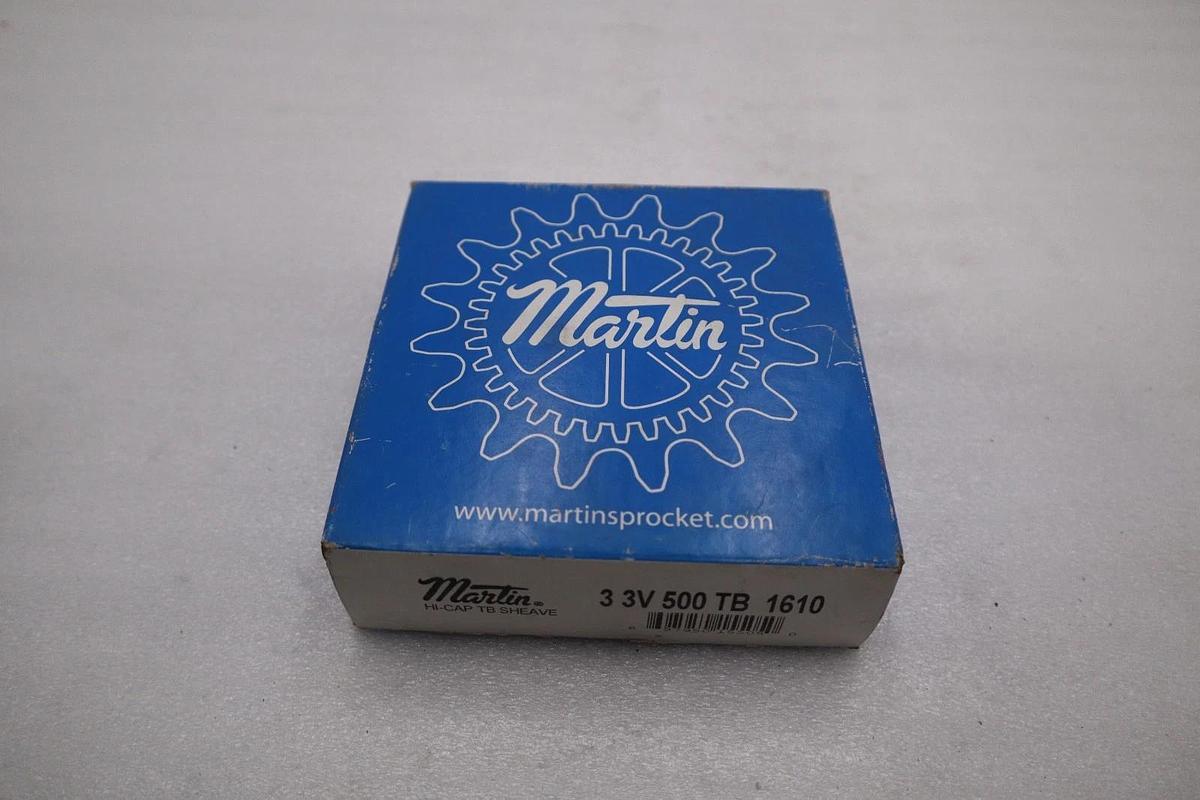 Martin
www.martinsprocket.com
Martin®
HI-CAP TB SHEAVE
3 3V 500 TB 1610